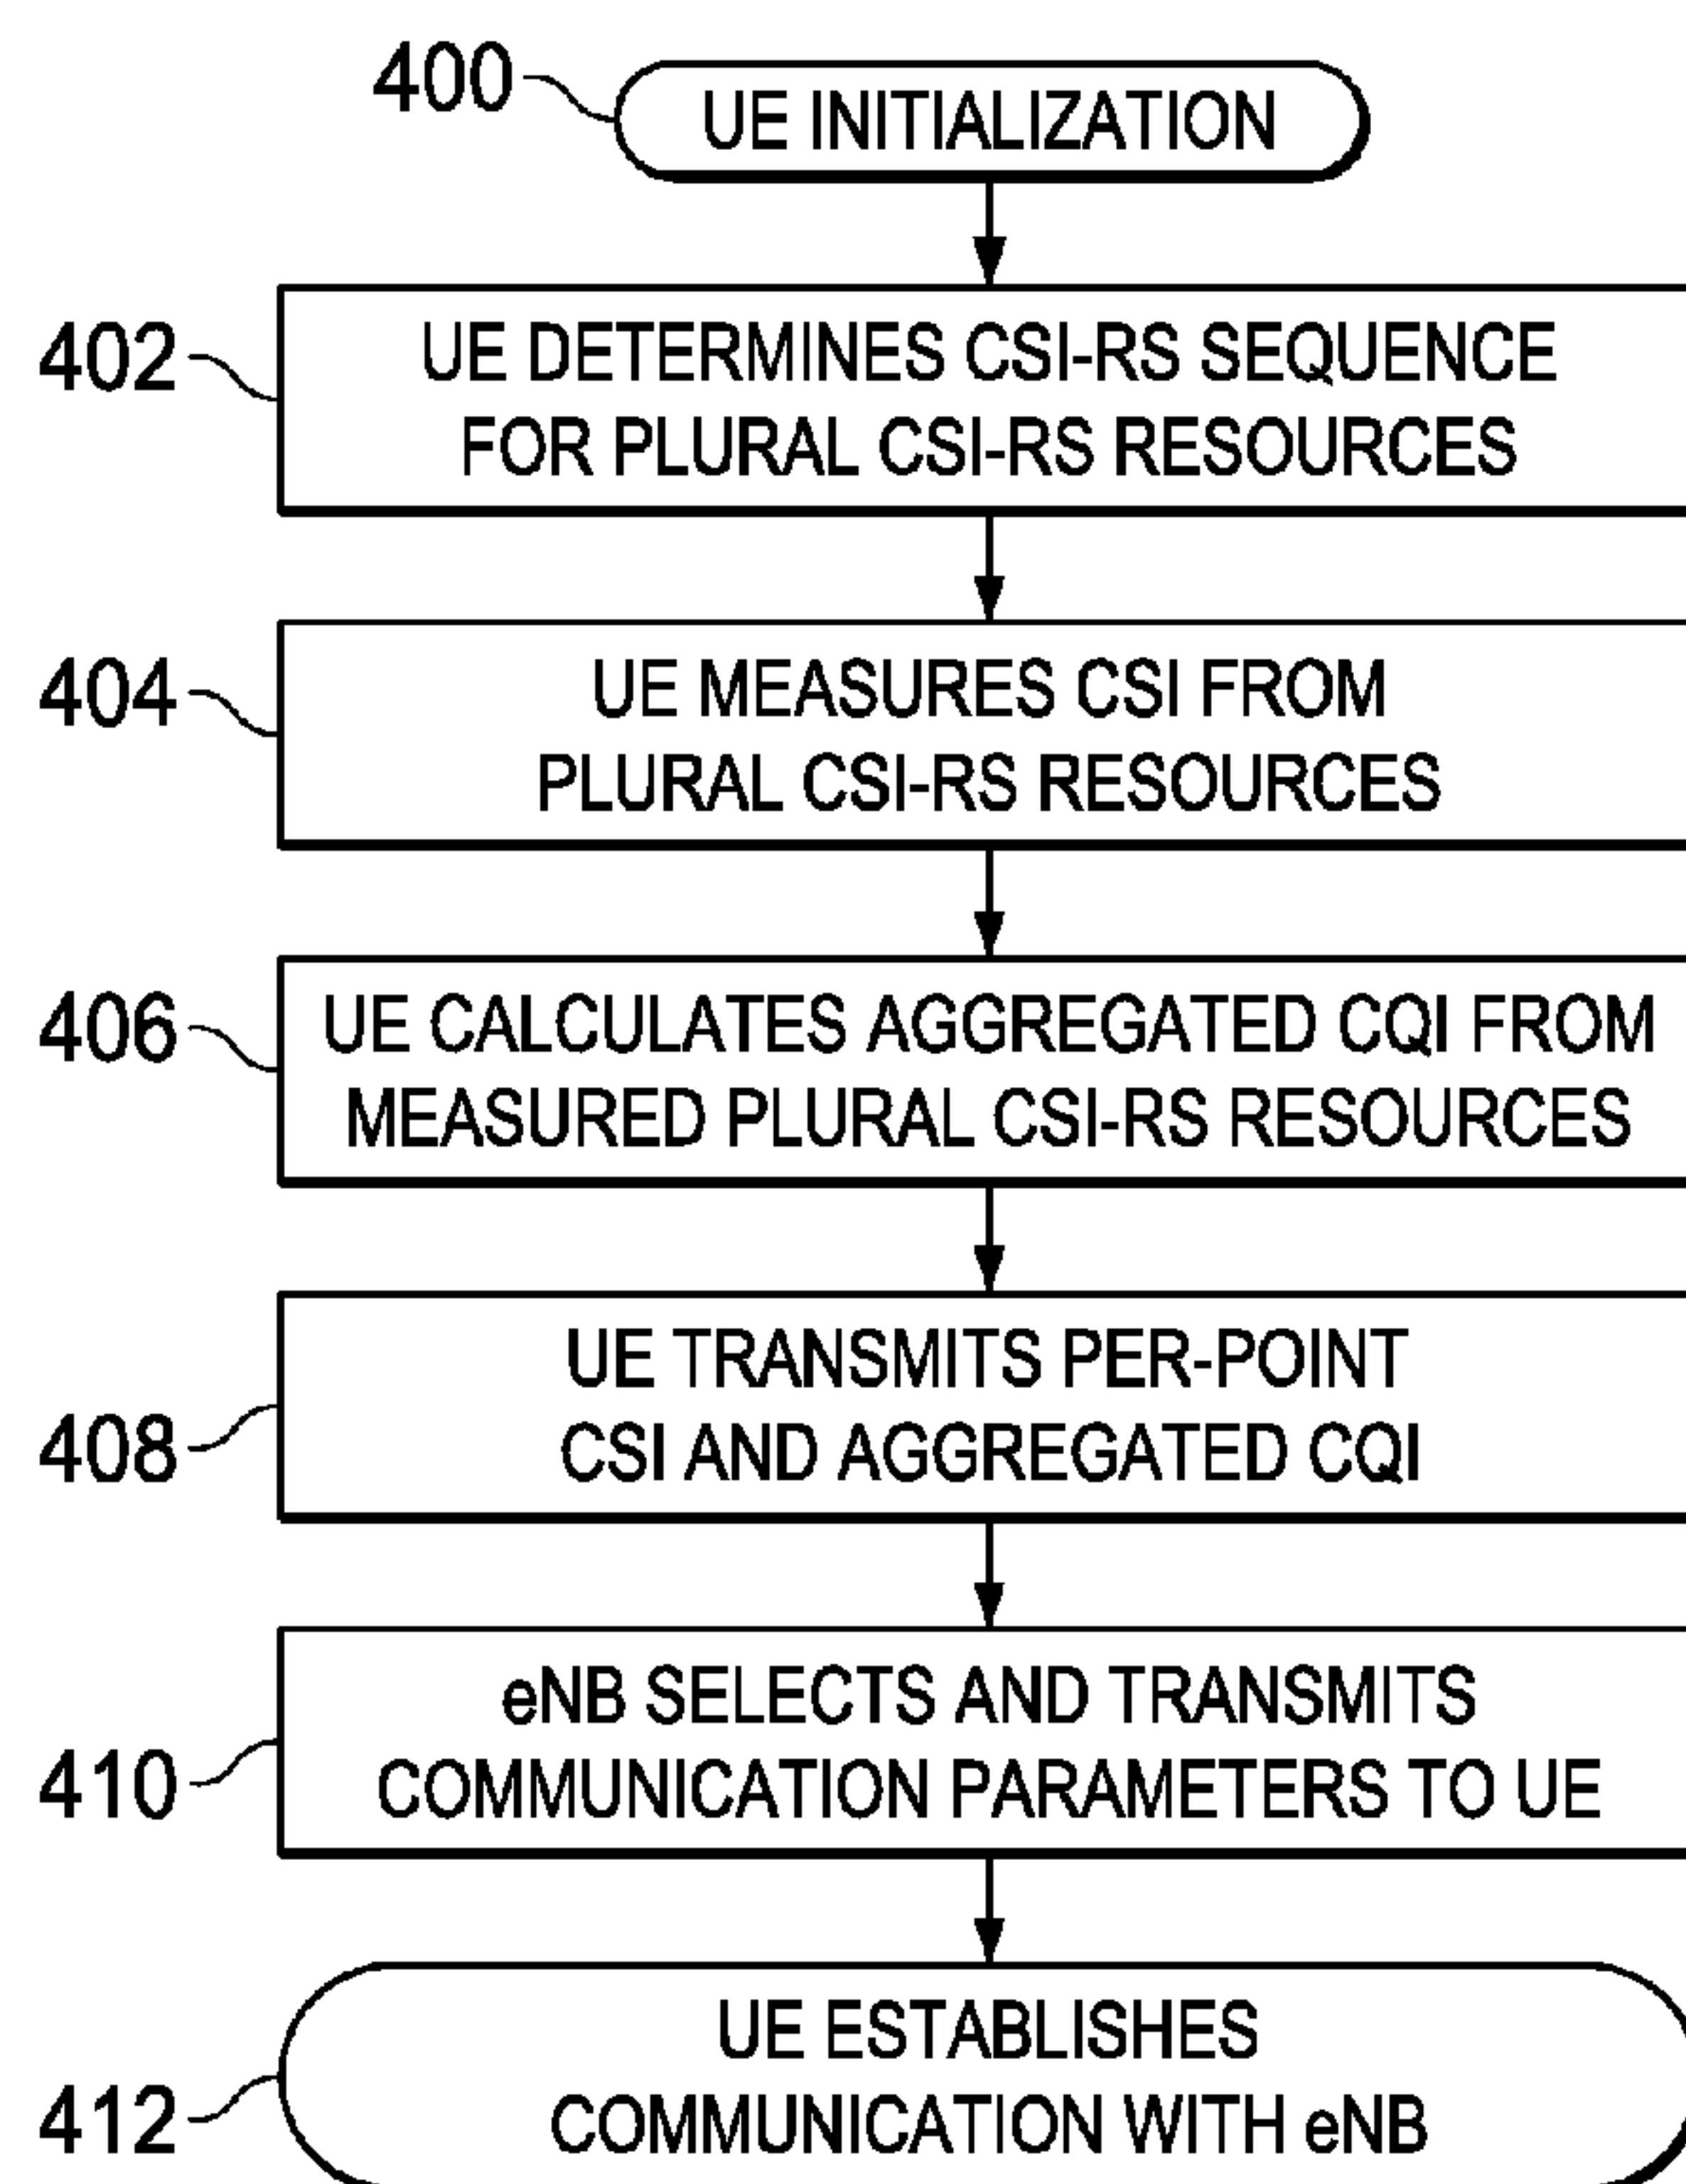 400
UE INITIALIZATION
402
UE DETERMINES CSI-RS SEQUENCE
FOR PLURAL CSI-RS RESOURCES
404
UE MEASURES CSI FROM
PLURAL CSI-RS RESOURCES
406
UE CALCULATES AGGREGATED CQI FROM
MEASURED PLURAL CSI-RS RESOURCES
408
UE TRANSMITS PER-POINT
CSI AND AGGREGATED CQI
410
eNB SELECTS AND TRANSMITS
COMMUNICATION PARAMETERS TO UE
412
UE ESTABLISHES
COMMUNICATION WITH eNB